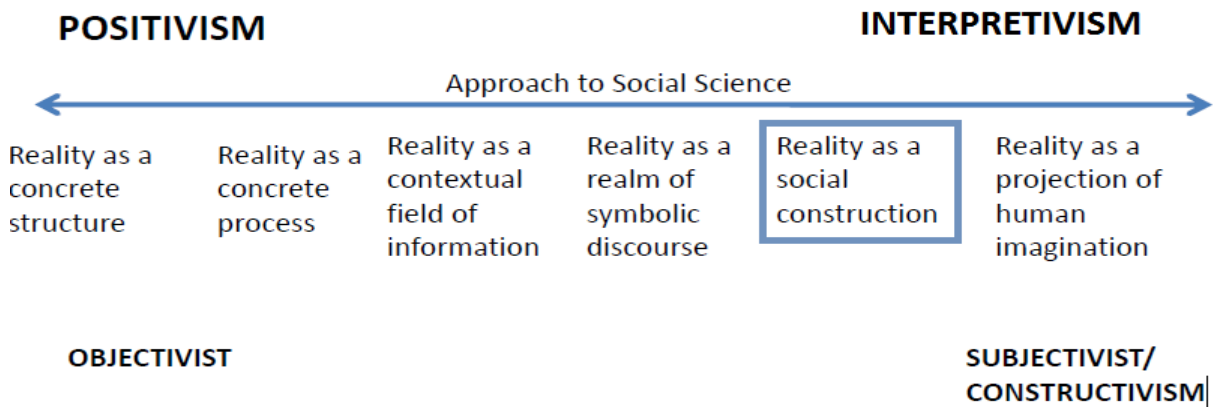 POSITIVISM
INTERPRETIVISM
Approach to Social Science
Reality as a
concrete
structure
Reality as a
concrete
process
Reality as a
contextual
field of
information
Reality as a
realm of
symbolic
discourse
Reality as a
social
construction
Reality as a
projection of
human
imagination
OBJECTIVIST
SUBJECTIVIST/
CONSTRUCTIVISM